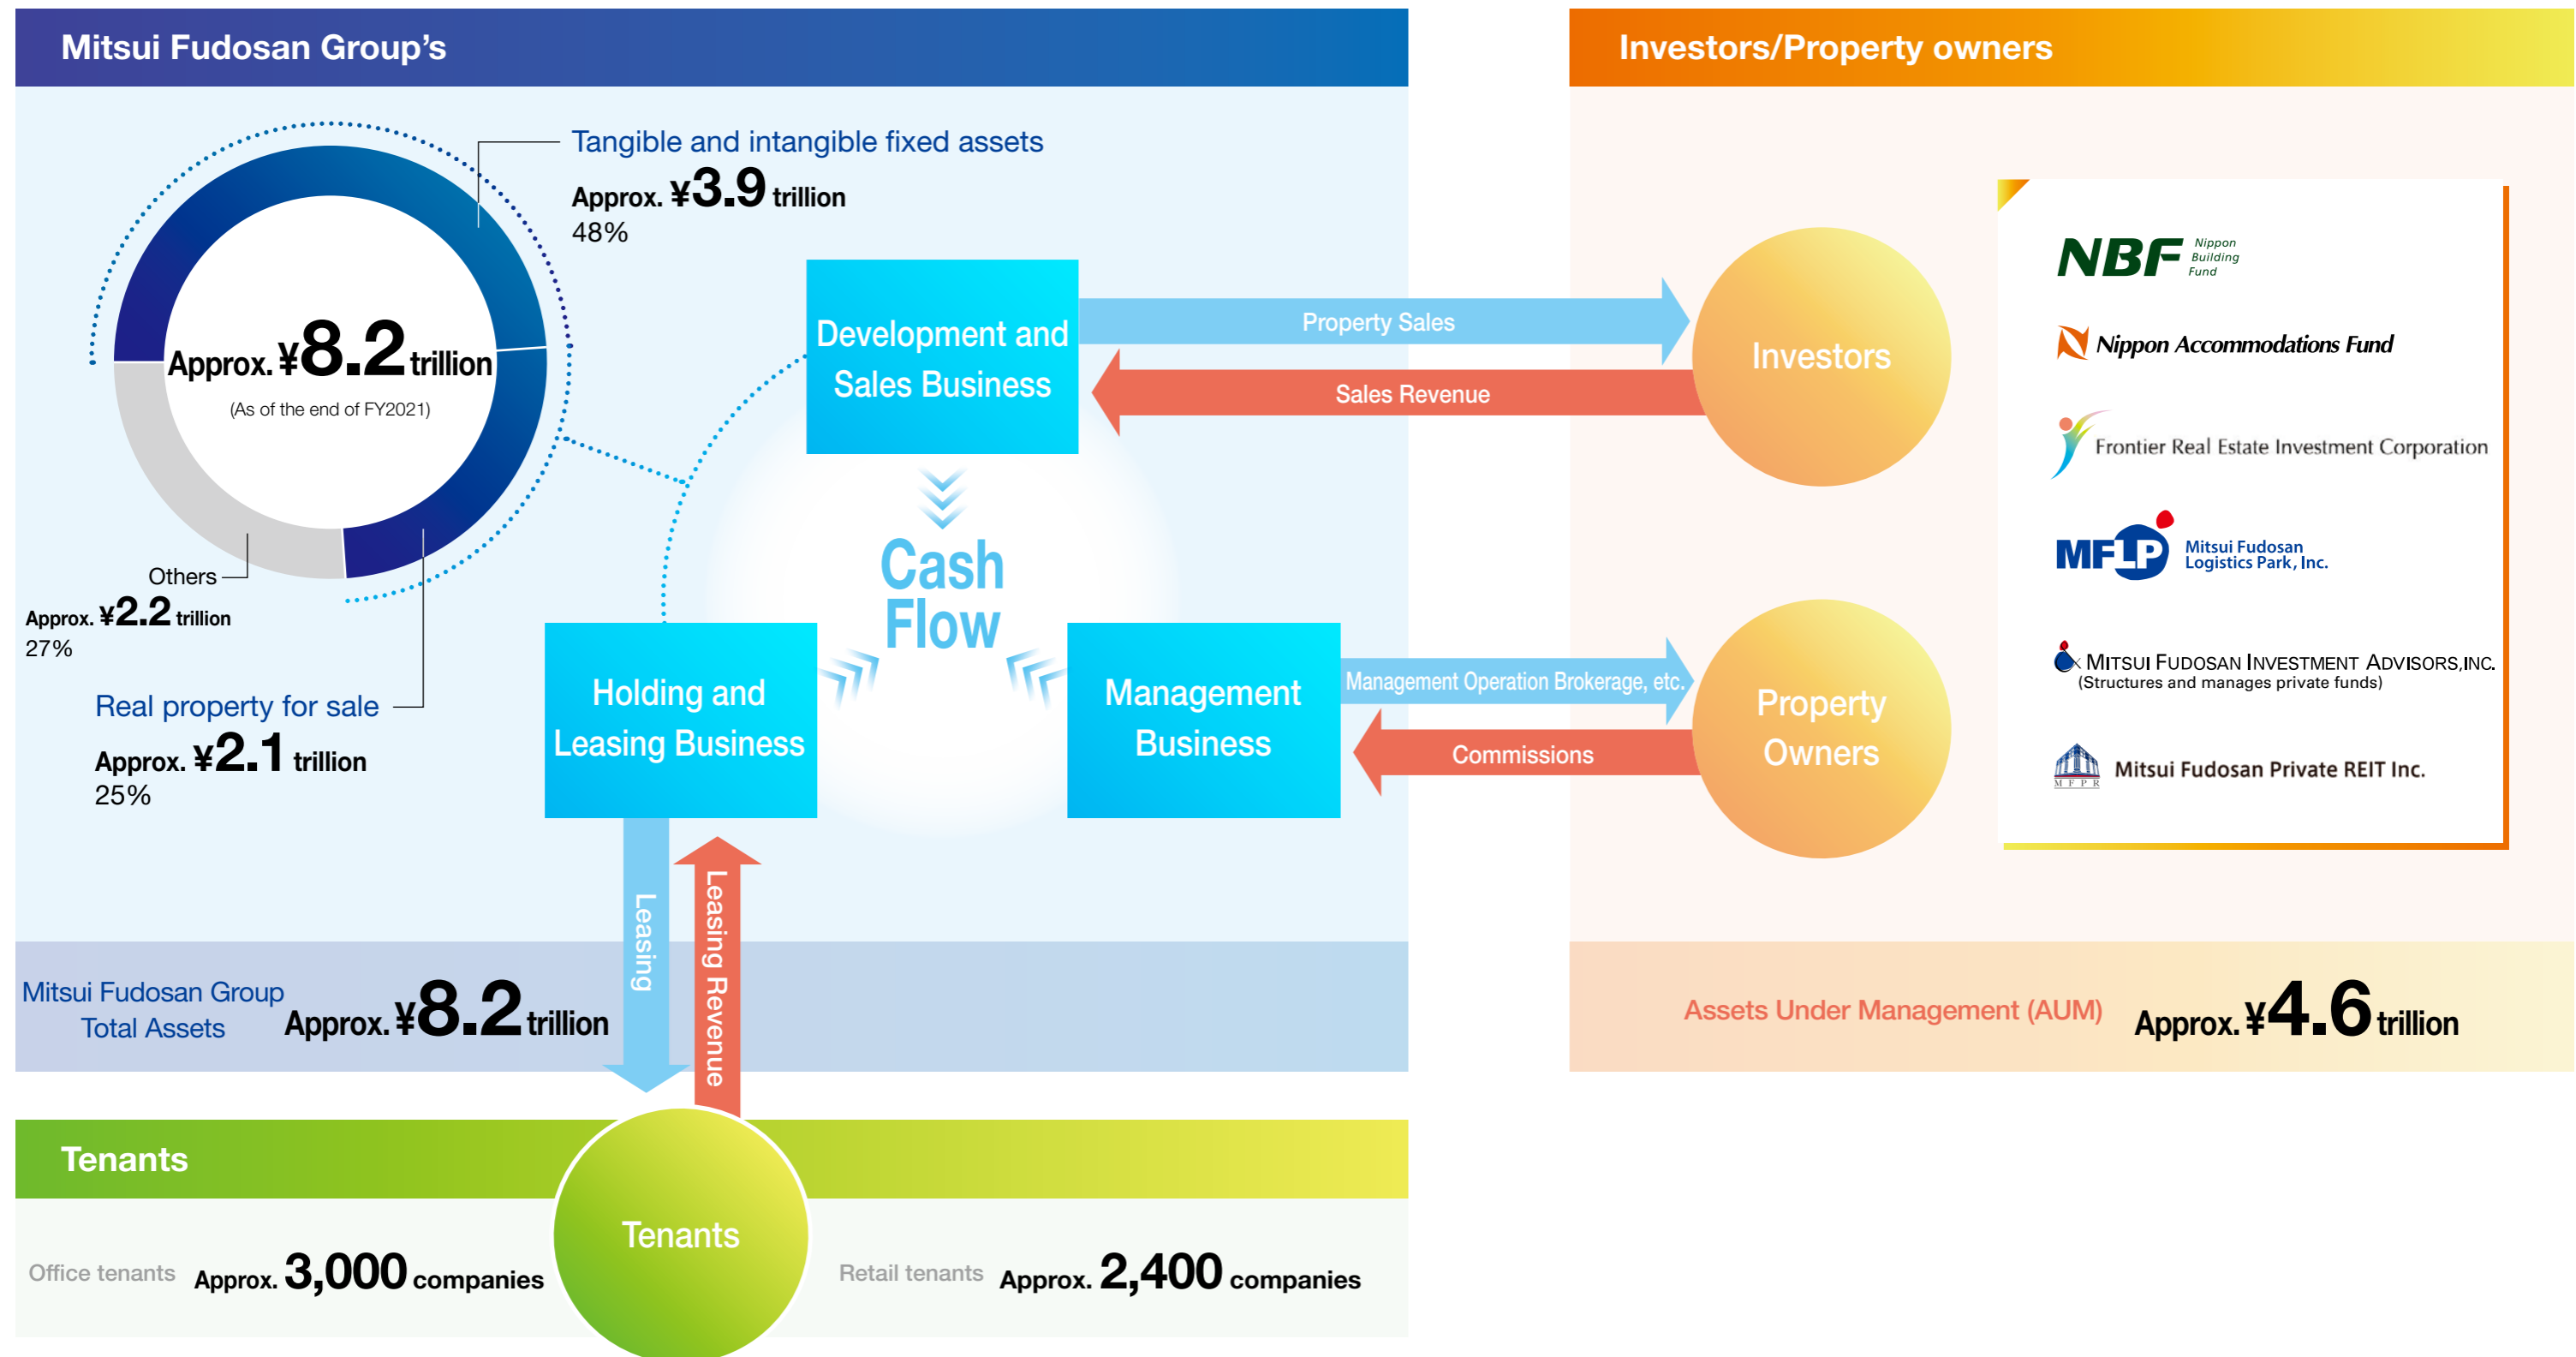 Mitsui Fudosan Group’s
Tangible and intangible fixed assets
Approx. ¥3.9 trillion
48%
Approx. ¥8.2 trillion
(As of the end of FY2021)
Others
Approx. ¥2.2 trillion
27%
Real property for sale
Approx. ¥2.1 trillion
25%
Development and
Sales Business
Cash
Flow
Holding and
Leasing Business
Management
Business
Property Sales
Sales Revenue
Management Operation Brokerage, etc.
Commissions
Leasing
Leasing Revenue
Mitsui Fudosan Group
Total Assets
Approx. ¥8.2 trillion
Investors/Property owners
Investors
Property
Owners
NBF
Nippon
Building
Fund
Nippon Accommodations Fund
Frontier Real Estate Investment Corporation
MFLP
Mitsui Fudosan
Logistics Park, Inc.
MITSUI FUDOSAN INVESTMENT ADVISORS,INC.
(Structures and manages private funds)
MFPR
Mitsui Fudosan Private REIT Inc.
Assets Under Management (AUM)
Approx. ¥4.6 trillion
Tenants
Office tenants Approx. 3,000 companies
Tenants
Retail tenants Approx. 2,400 companies